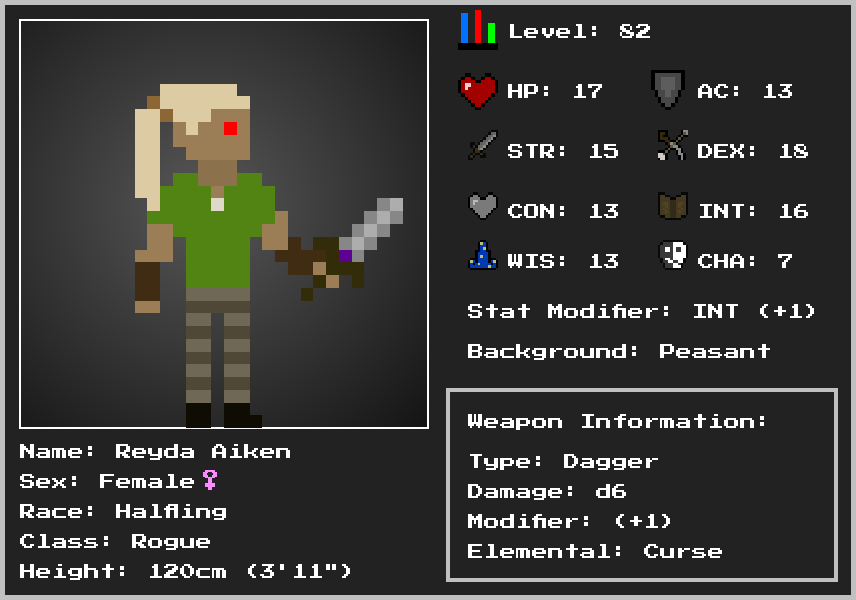 Level: 82
HP: 17
AC: 13
STR: 15
DEX: 18
CON: 13
INT: 16
WIS: 13
CHA: 7
Stat Modifier: INT (+1)
Background: Peasant
Name: Reyda Aiken
Sex: Female♀
Race: Halfling
Class: Rogue
Height: 120cm (3'11")
Weapon Information:
Type: Dagger
Damage: d6
Modifier: (+1)
Elemental: Curse